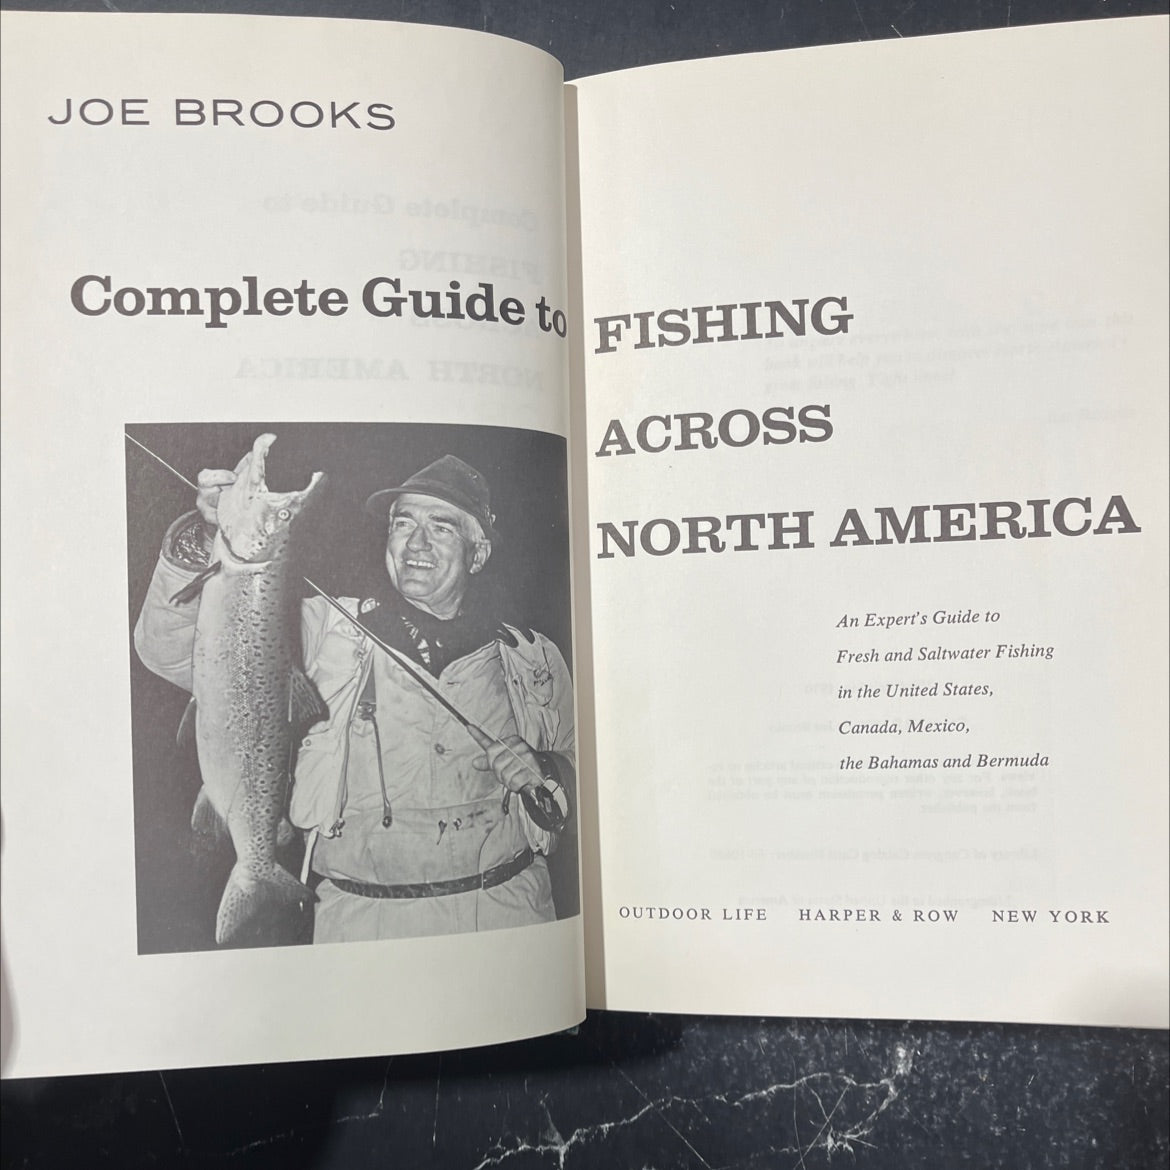 JOE BROOKS
Complete Guide to
FISHING
ACROSS
NORTH AMERICA
An Expert's Guide to
Fresh and Saltwater Fishing
in the United States,
Canada, Mexico,
the Bahamas and Bermuda
OUTDOOR LIFE HARPER & ROW NEW YORK